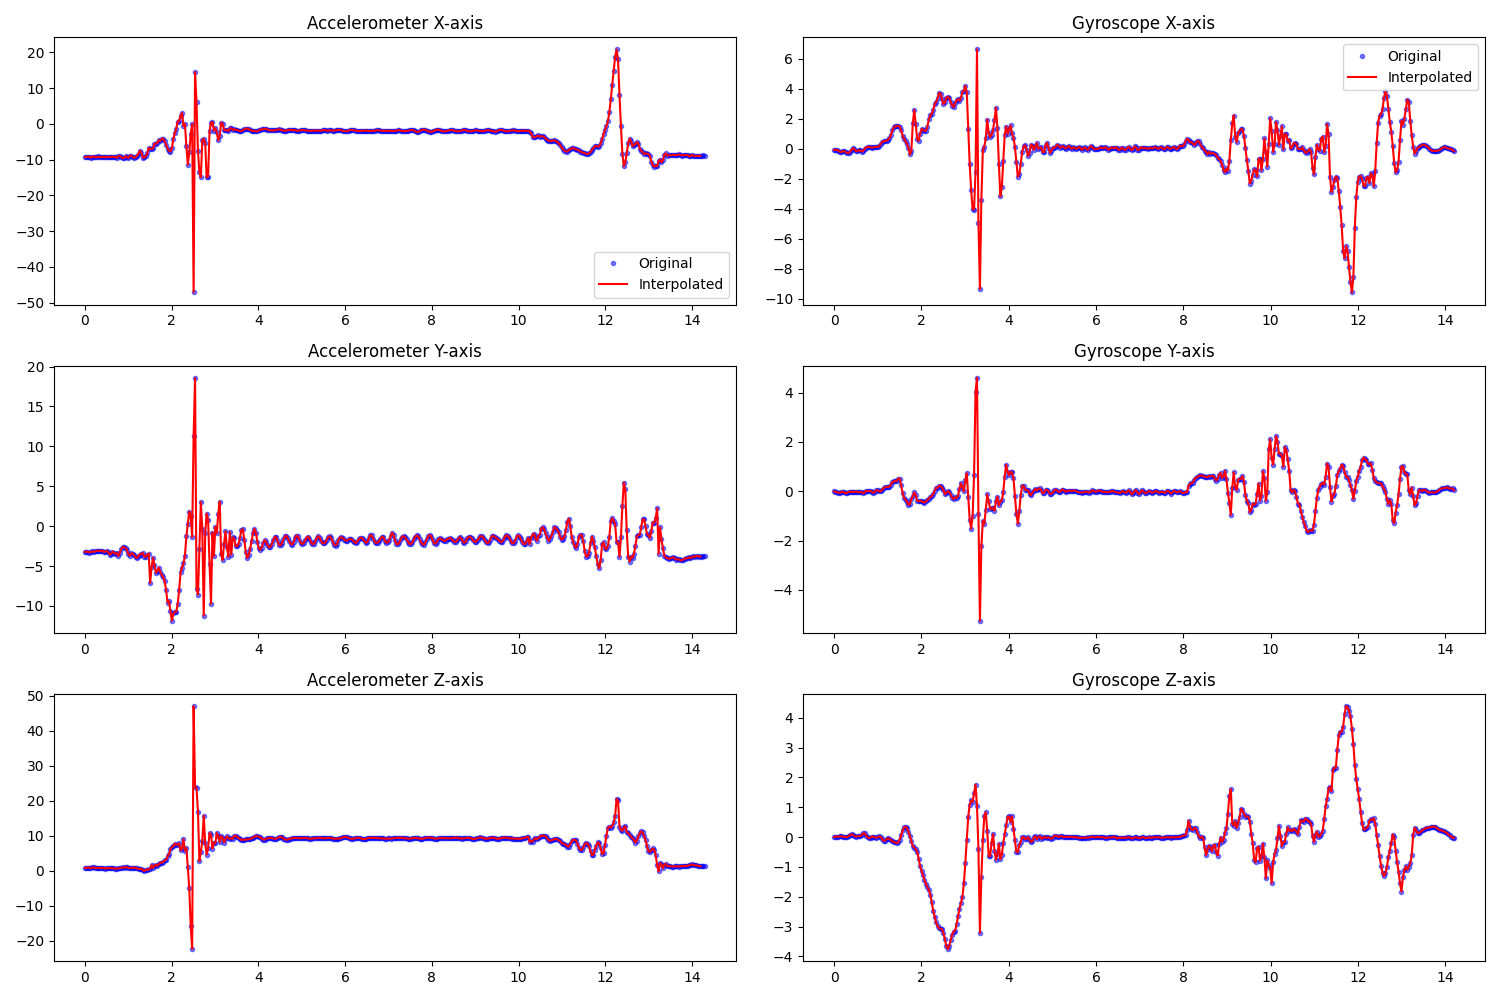 Accelerometer X-axis
20
10
0
−10
−20
−30
−40
−50
0 2 4 6 8 10 12 14
Original
Interpolated
Gyroscope X-axis
6
4
2
0
−2
−4
−6
−8
−10
0 2 4 6 8 10 12 14
Original
Interpolated
Accelerometer Y-axis
20
15
10
5
0
−5
−10
0 2 4 6 8 10 12 14
Gyroscope Y-axis
4
2
0
−2
−4
0 2 4 6 8 10 12 14
Accelerometer Z-axis
50
40
30
20
10
0
−10
−20
0 2 4 6 8 10 12 14
Gyroscope Z-axis
4
3
2
1
0
−1
−2
−3
−4
0 2 4 6 8 10 12 14